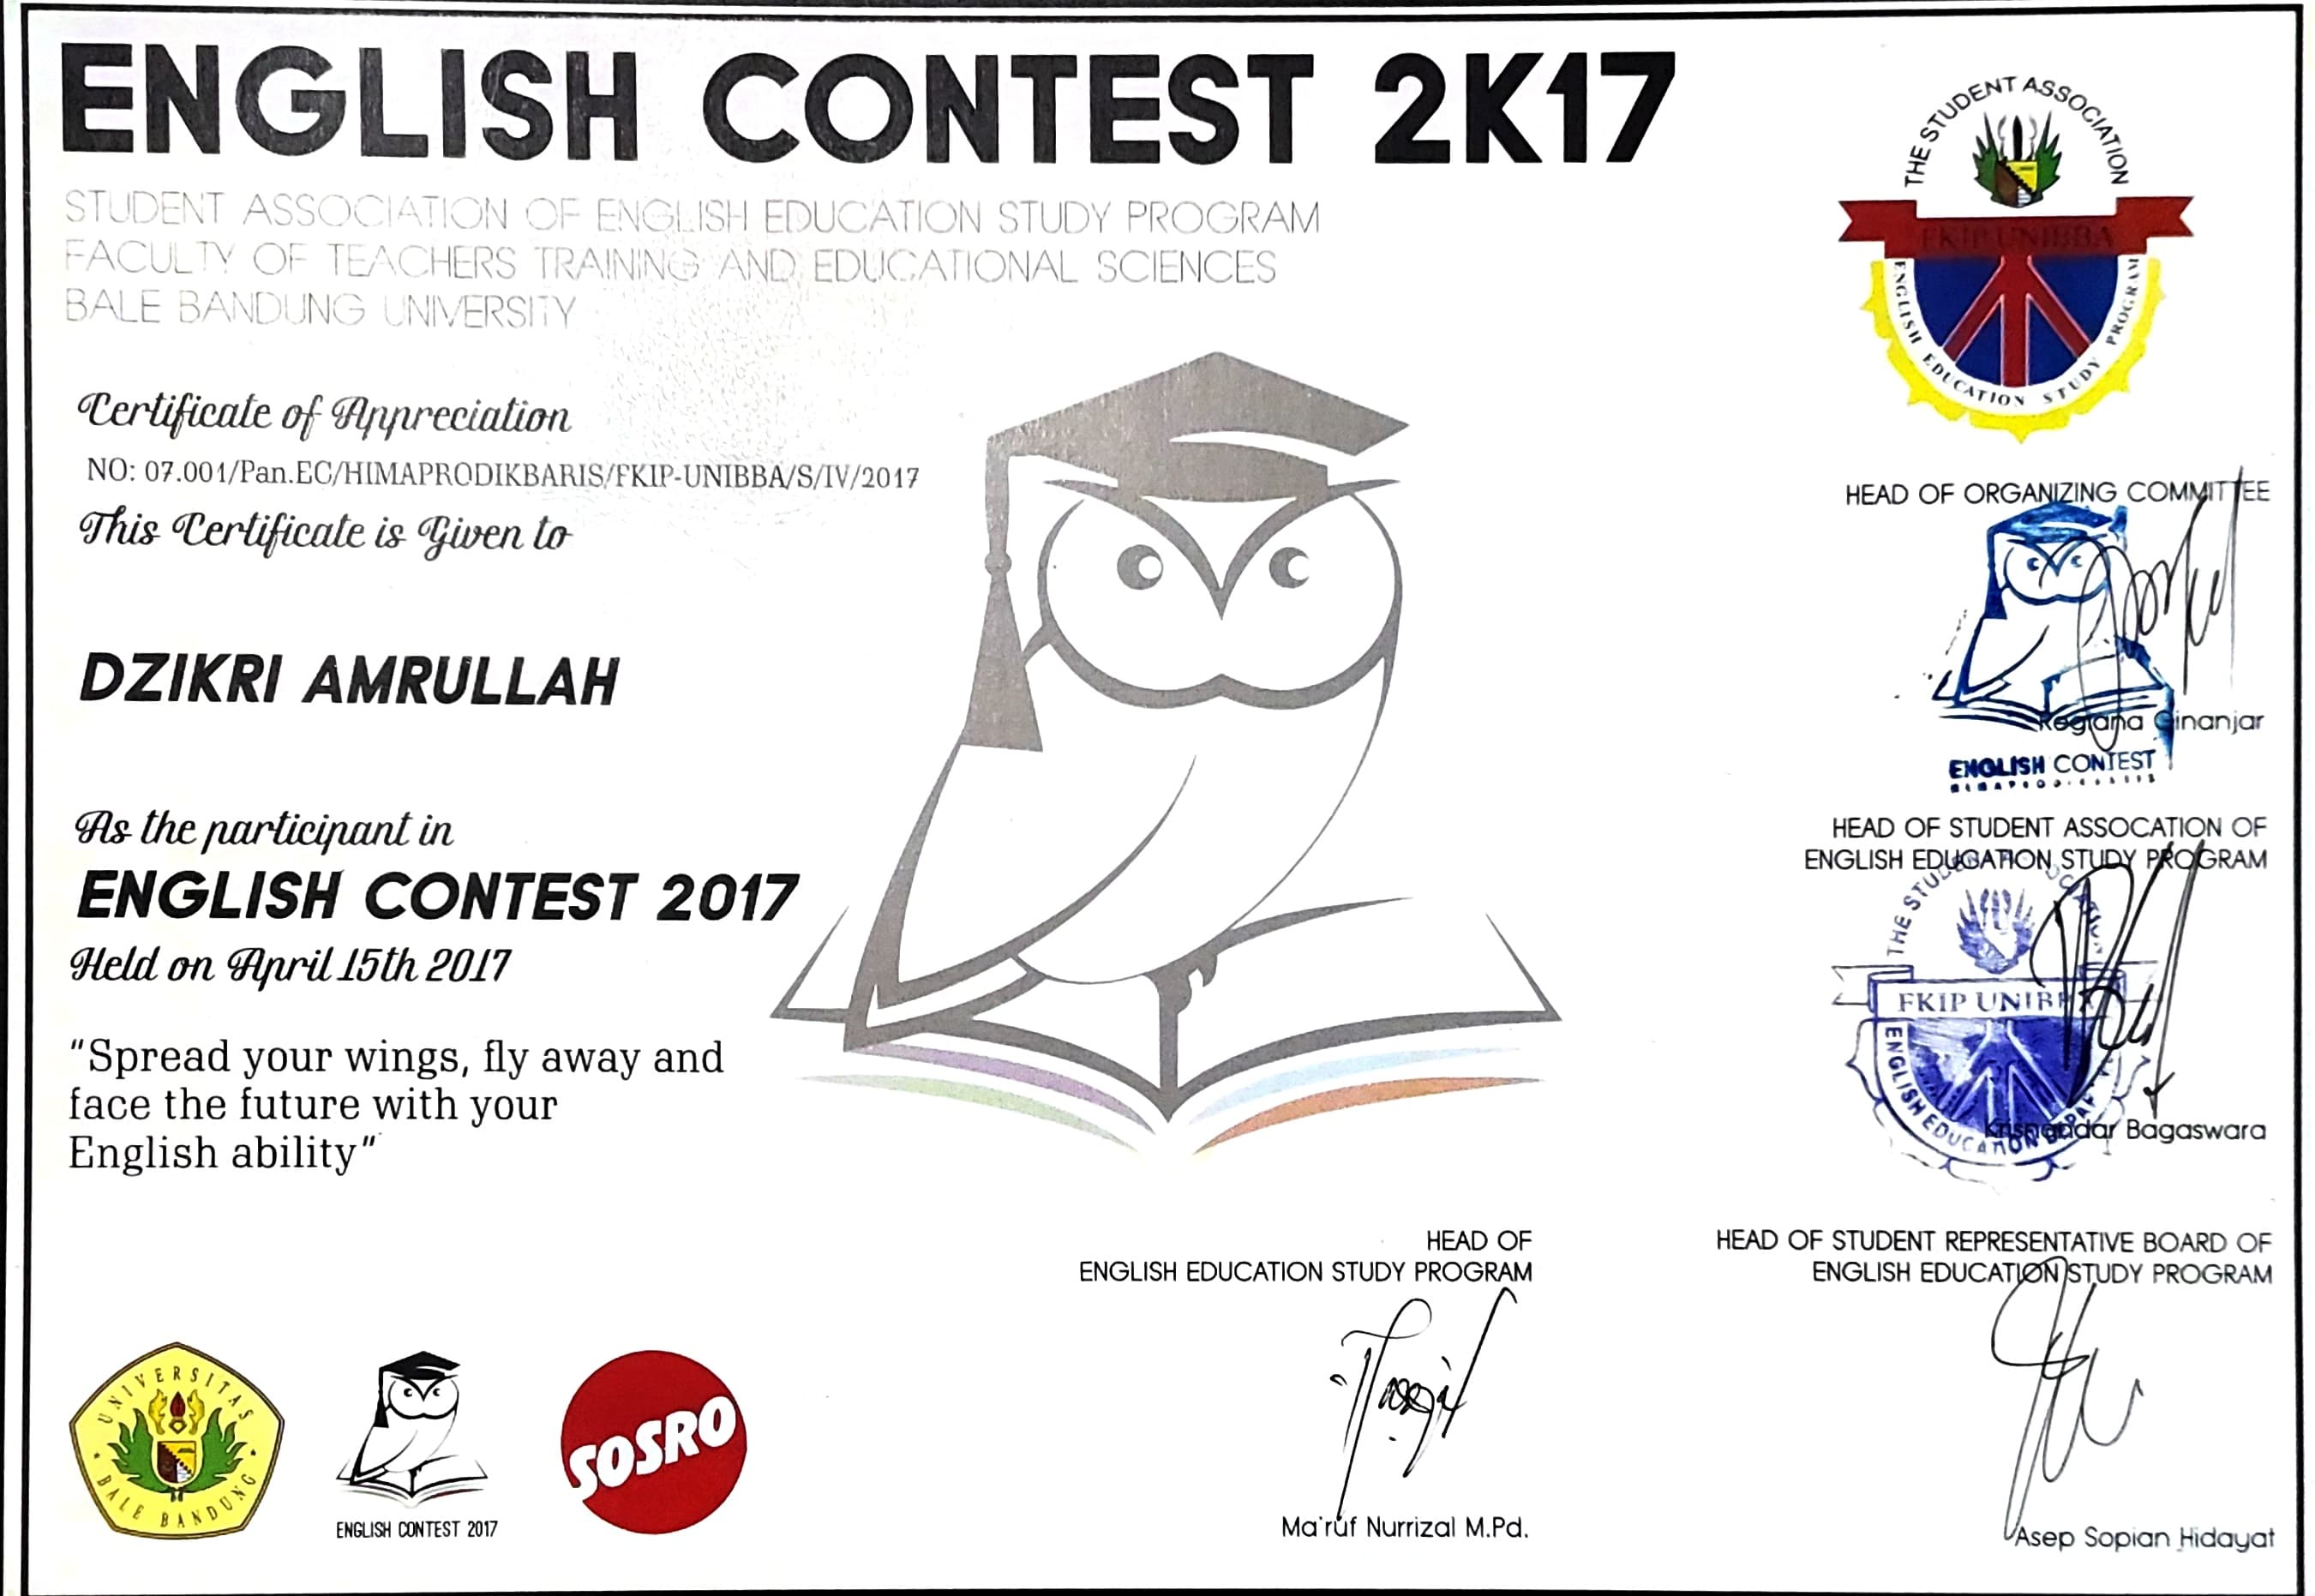 ENGLISH CONTEST 2K17
STUDENT ASSOCIATION OF ENGLISH EDUCATION STUDY PROGRAM
FACULTY OF TEACHERS TRAINING AND EDUCATIONAL SCIENCES
BALE BANDUNG UNIVERSITY
THE STUDENT ASSOCIATION
FKIP UNIBBA
ENGLISH EDUCATION STUDY PROGRAM
Certificate of Appreciation
NO: 07.001/Pan.EC/HIMAPRODIKBARIS/FKIP-UNIBBA/S/IV/2017
This Certificate is Given to
DZIKRI AMRULLAH
As the participant in
ENGLISH CONTEST 2017
Held on April 15th 2017
"Spread your wings, fly away and
face the future with your
English ability"
HEAD OF ORGANIZING COMMITTEE
Regiana Ginanjar
ENGLISH CONTEST
HEAD OF STUDENT ASSOCATION OF
ENGLISH EDUCATION STUDY PROGRAM
THE STUDENT
FKIP UNIBBA
ENGLISH EDUCATION
Bagaswara
HEAD OF
ENGLISH EDUCATION STUDY PROGRAM
Ma'ruf Nurrizal M.Pd.
HEAD OF STUDENT REPRESENTATIVE BOARD OF
ENGLISH EDUCATION STUDY PROGRAM
Asep Sopian Hidayat
UNIVERSITAS
BALE BANDUNG
ENGLISH CONTEST 2017
SOSRO